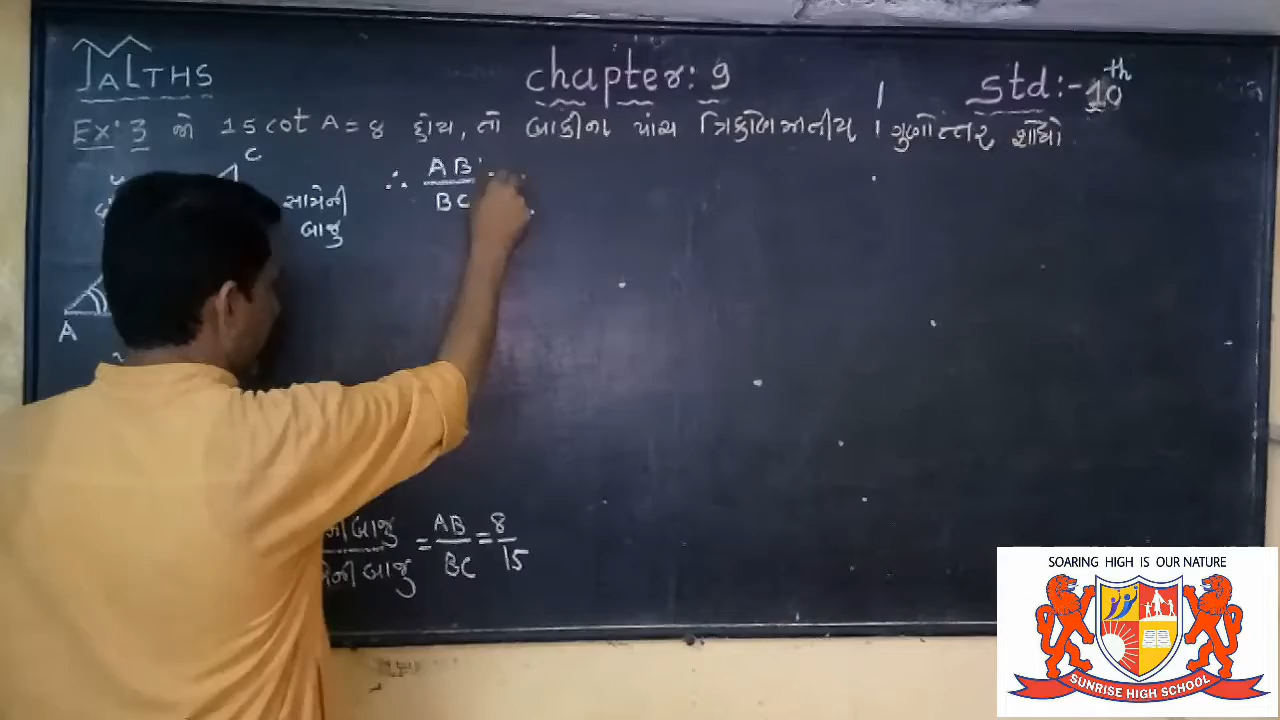 MATHS
chapter: 9
std:- 10th
Ex: 3 જો 15 cot A = 8 હોય, તો બાકીના પાંચ ત્રિકોણમિતીય ગુણોત્તર શોધો
C
સામેની
બાજુ
∴ AB
BC
A
બાજુ = AB = 8
બાજુ BC 15
SOARING HIGH IS OUR NATURE
SUNRISE HIGH SCHOOL